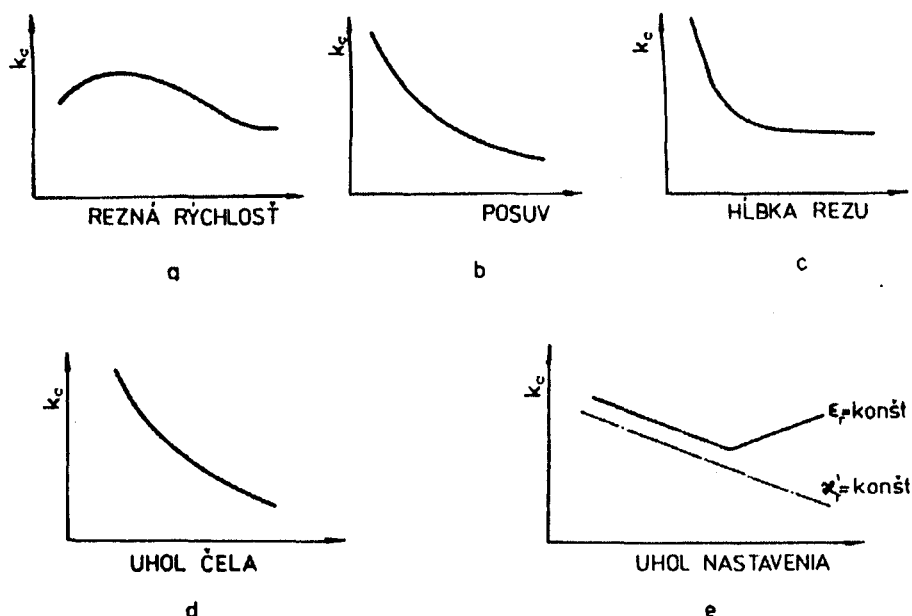 k_c
REZNÁ RÝCHLOSŤ
a
k_c
POSUV
b
k_c
HĹBKA REZU
c
k_c
UHOL ČELA
d
k_c
ε_r=konšt
ϰ'_r=konšt
UHOL NASTAVENIA
e